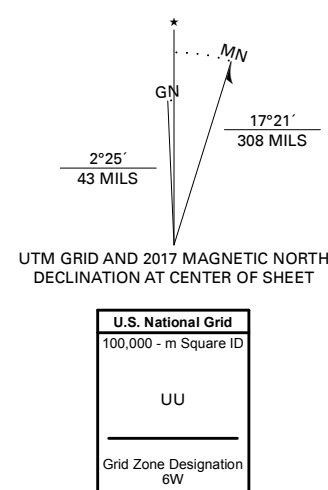 ★
MN
GN
17°21´
308 MILS
2°25´
43 MILS
UTM GRID AND 2017 MAGNETIC NORTH
DECLINATION AT CENTER OF SHEET
U.S. National Grid
100,000 - m Square ID
UU
Grid Zone Designation
6W